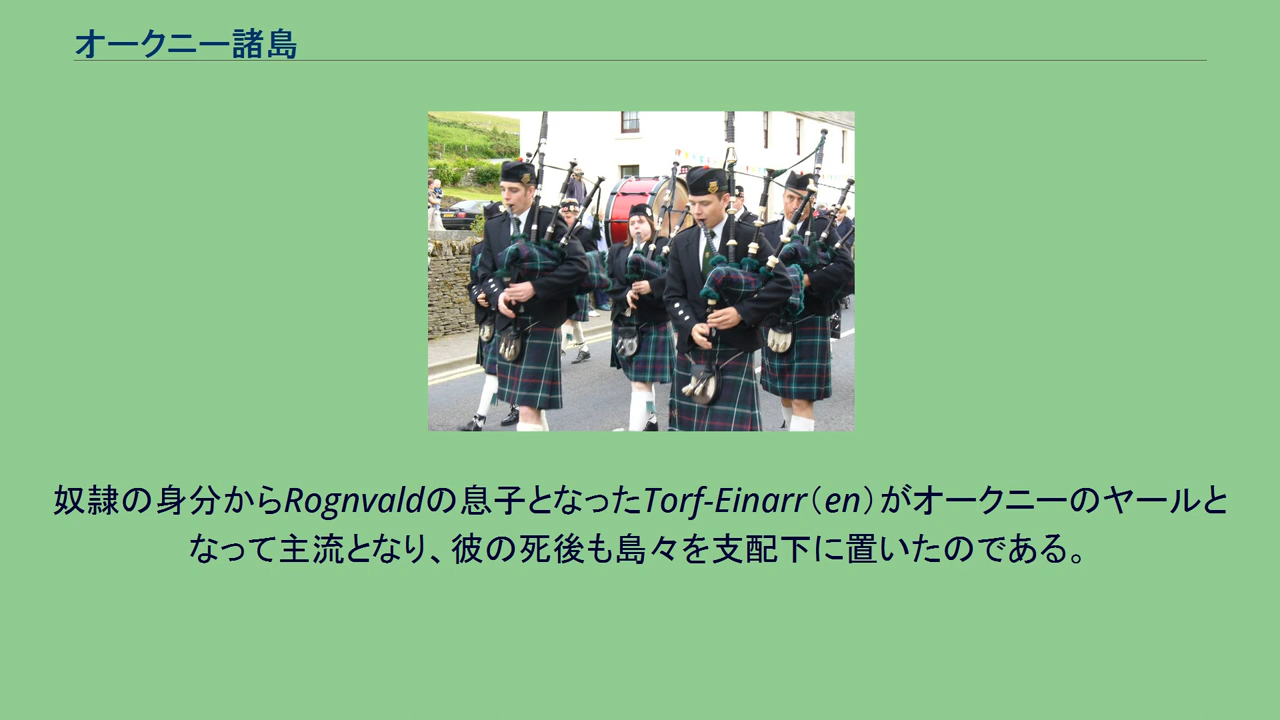 オークニー諸島
奴隷の身分からRognvaldの息子となったTorf-Einarr（en）がオークニーのヤールと
なって主流となり、彼の死後も島々を支配下に置いたのである。